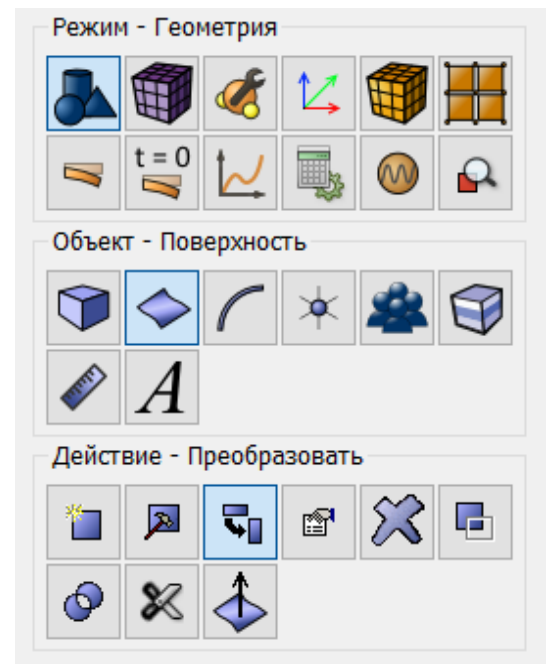 Режим - Геометрия
t = 0
Объект - Поверхность
A
Действие - Преобразовать